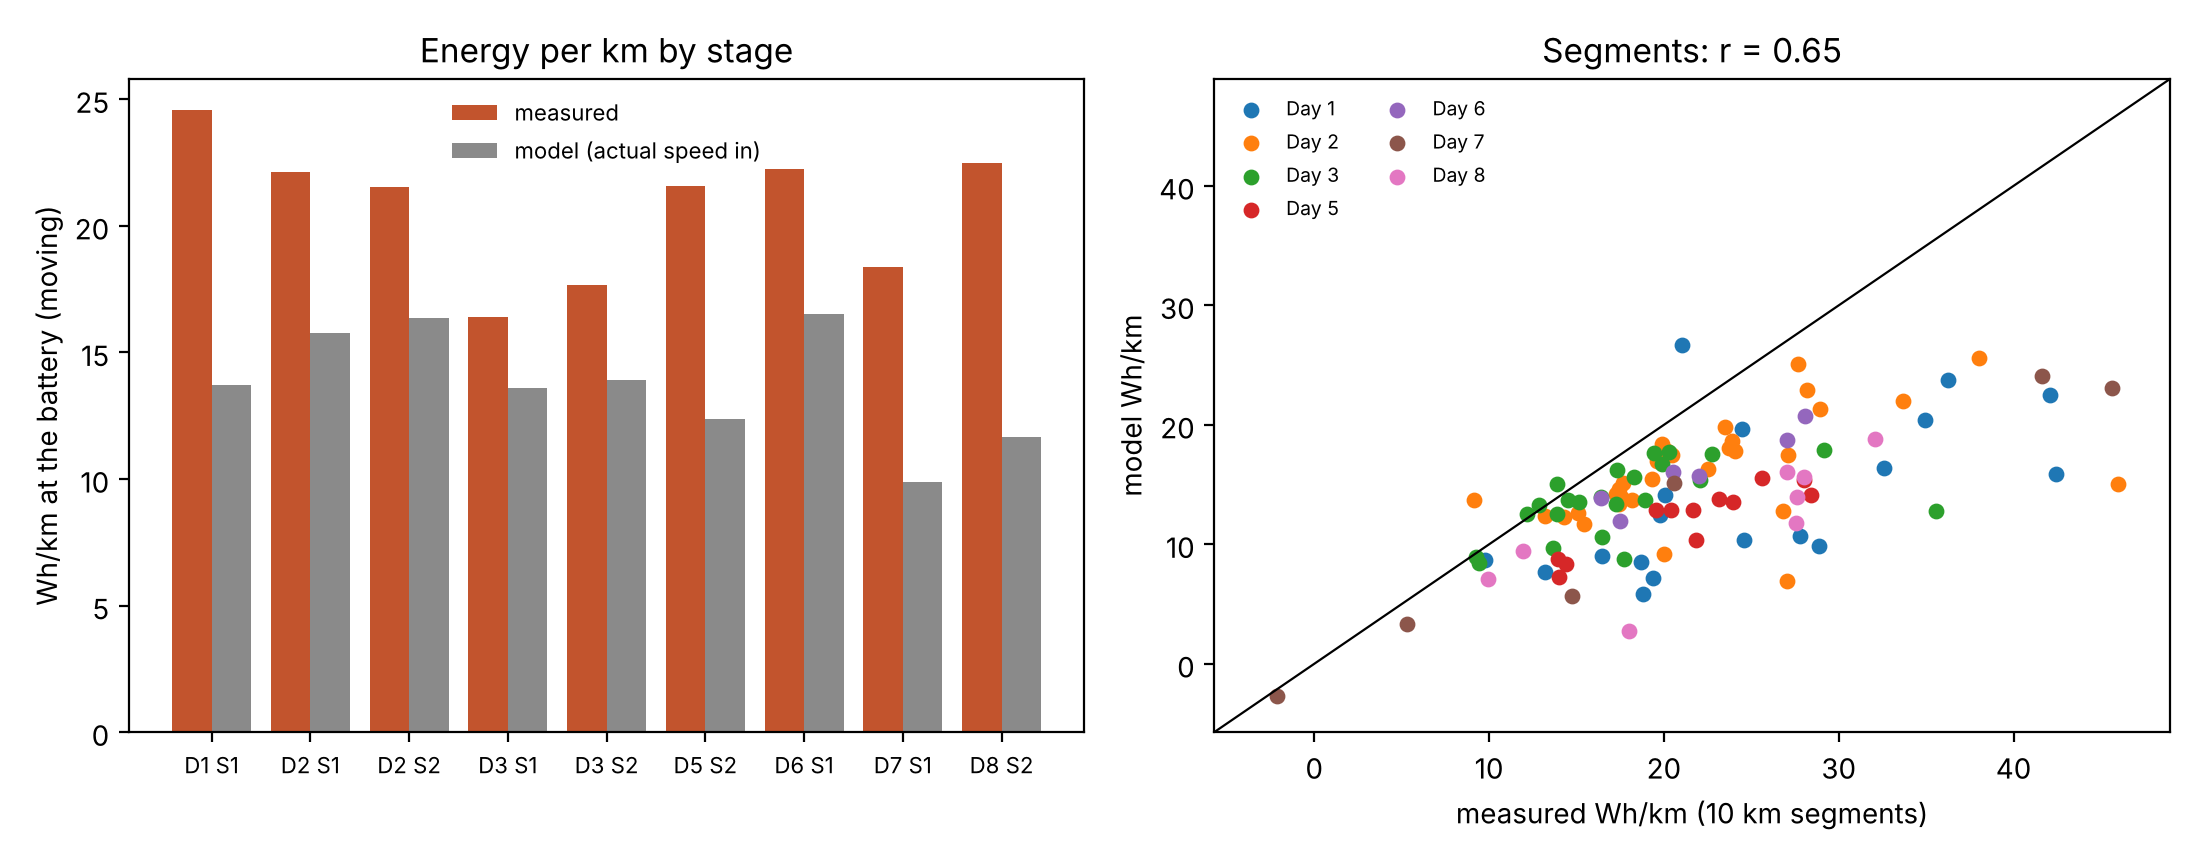 Energy per km by stage
Wh/km at the battery (moving)
25
20
15
10
5
0
measured
model (actual speed in)
D1 S1
D2 S1
D2 S2
D3 S1
D3 S2
D5 S2
D6 S1
D7 S1
D8 S2
Segments: r = 0.65
model Wh/km
40
30
20
10
0
Day 1
Day 2
Day 3
Day 5
Day 6
Day 7
Day 8
0
10
20
30
40
measured Wh/km (10 km segments)